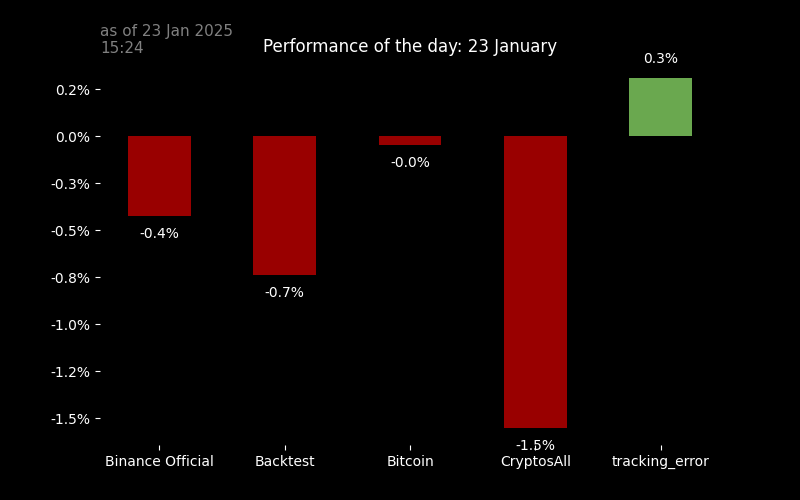 as of 23 Jan 2025
15:24
Performance of the day: 23 January
0.3%
0.2%
0.0%
-0.3%
-0.5%
-0.8%
-1.0%
-1.2%
-1.5%
-0.4%
-0.7%
-0.0%
-1.5%
Binance Official
Backtest
Bitcoin
CryptosAll
tracking_error